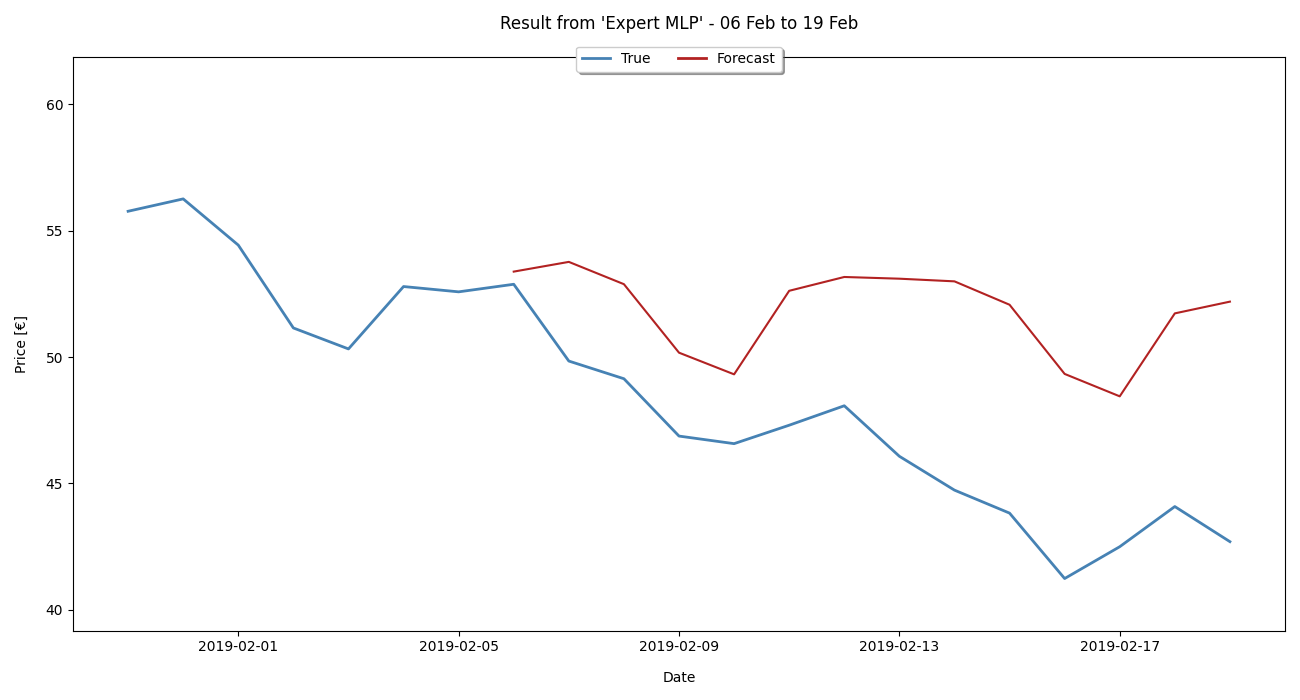 Result from 'Expert MLP' - 06 Feb to 19 Feb
True Forecast
60
55
50
45
40
Price [€]
2019-02-01 2019-02-05 2019-02-09 2019-02-13 2019-02-17
Date